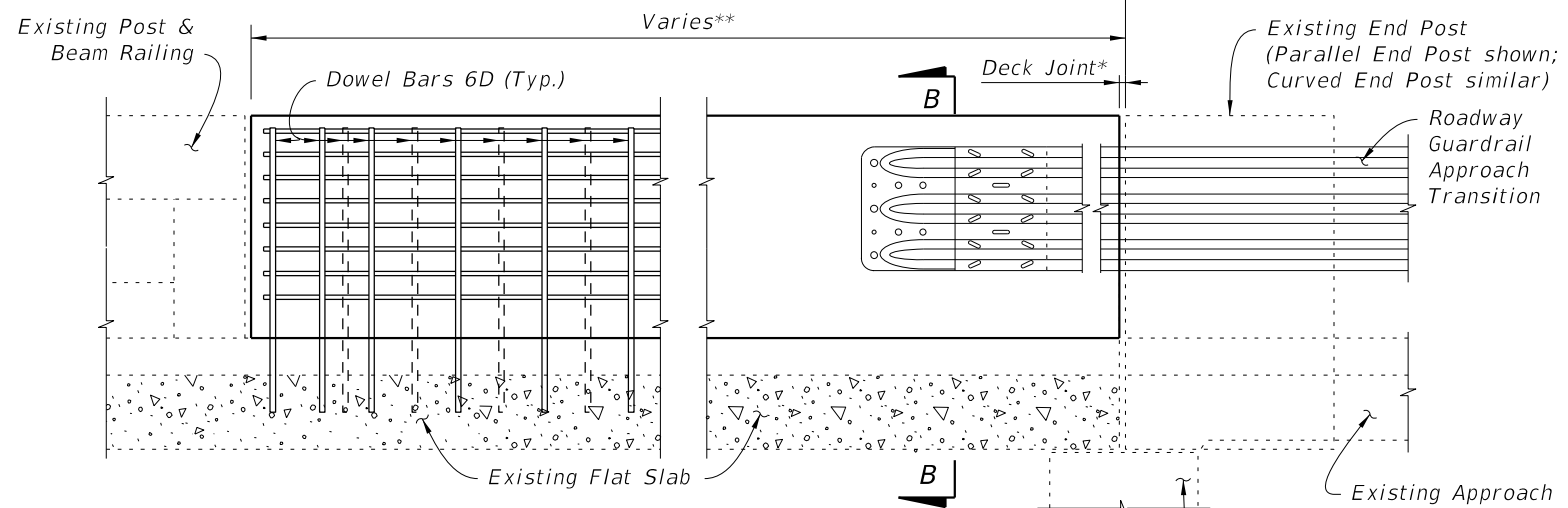 Existing Post &
Beam Railing
Varies**
Dowel Bars 6D (Typ.)
Deck Joint*
B
Existing End Post
(Parallel End Post shown;
Curved End Post similar)
Roadway
Guardrail
Approach
Transition
Existing Flat Slab
B
Existing Approach